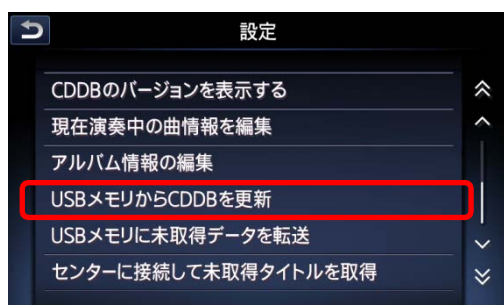 設定
CDDBのバージョンを表示する
現在演奏中の曲情報を編集
アルバム情報の編集
USBメモリからCDDBを更新
USBメモリに未取得データを転送
センターに接続して未取得タイトルを取得